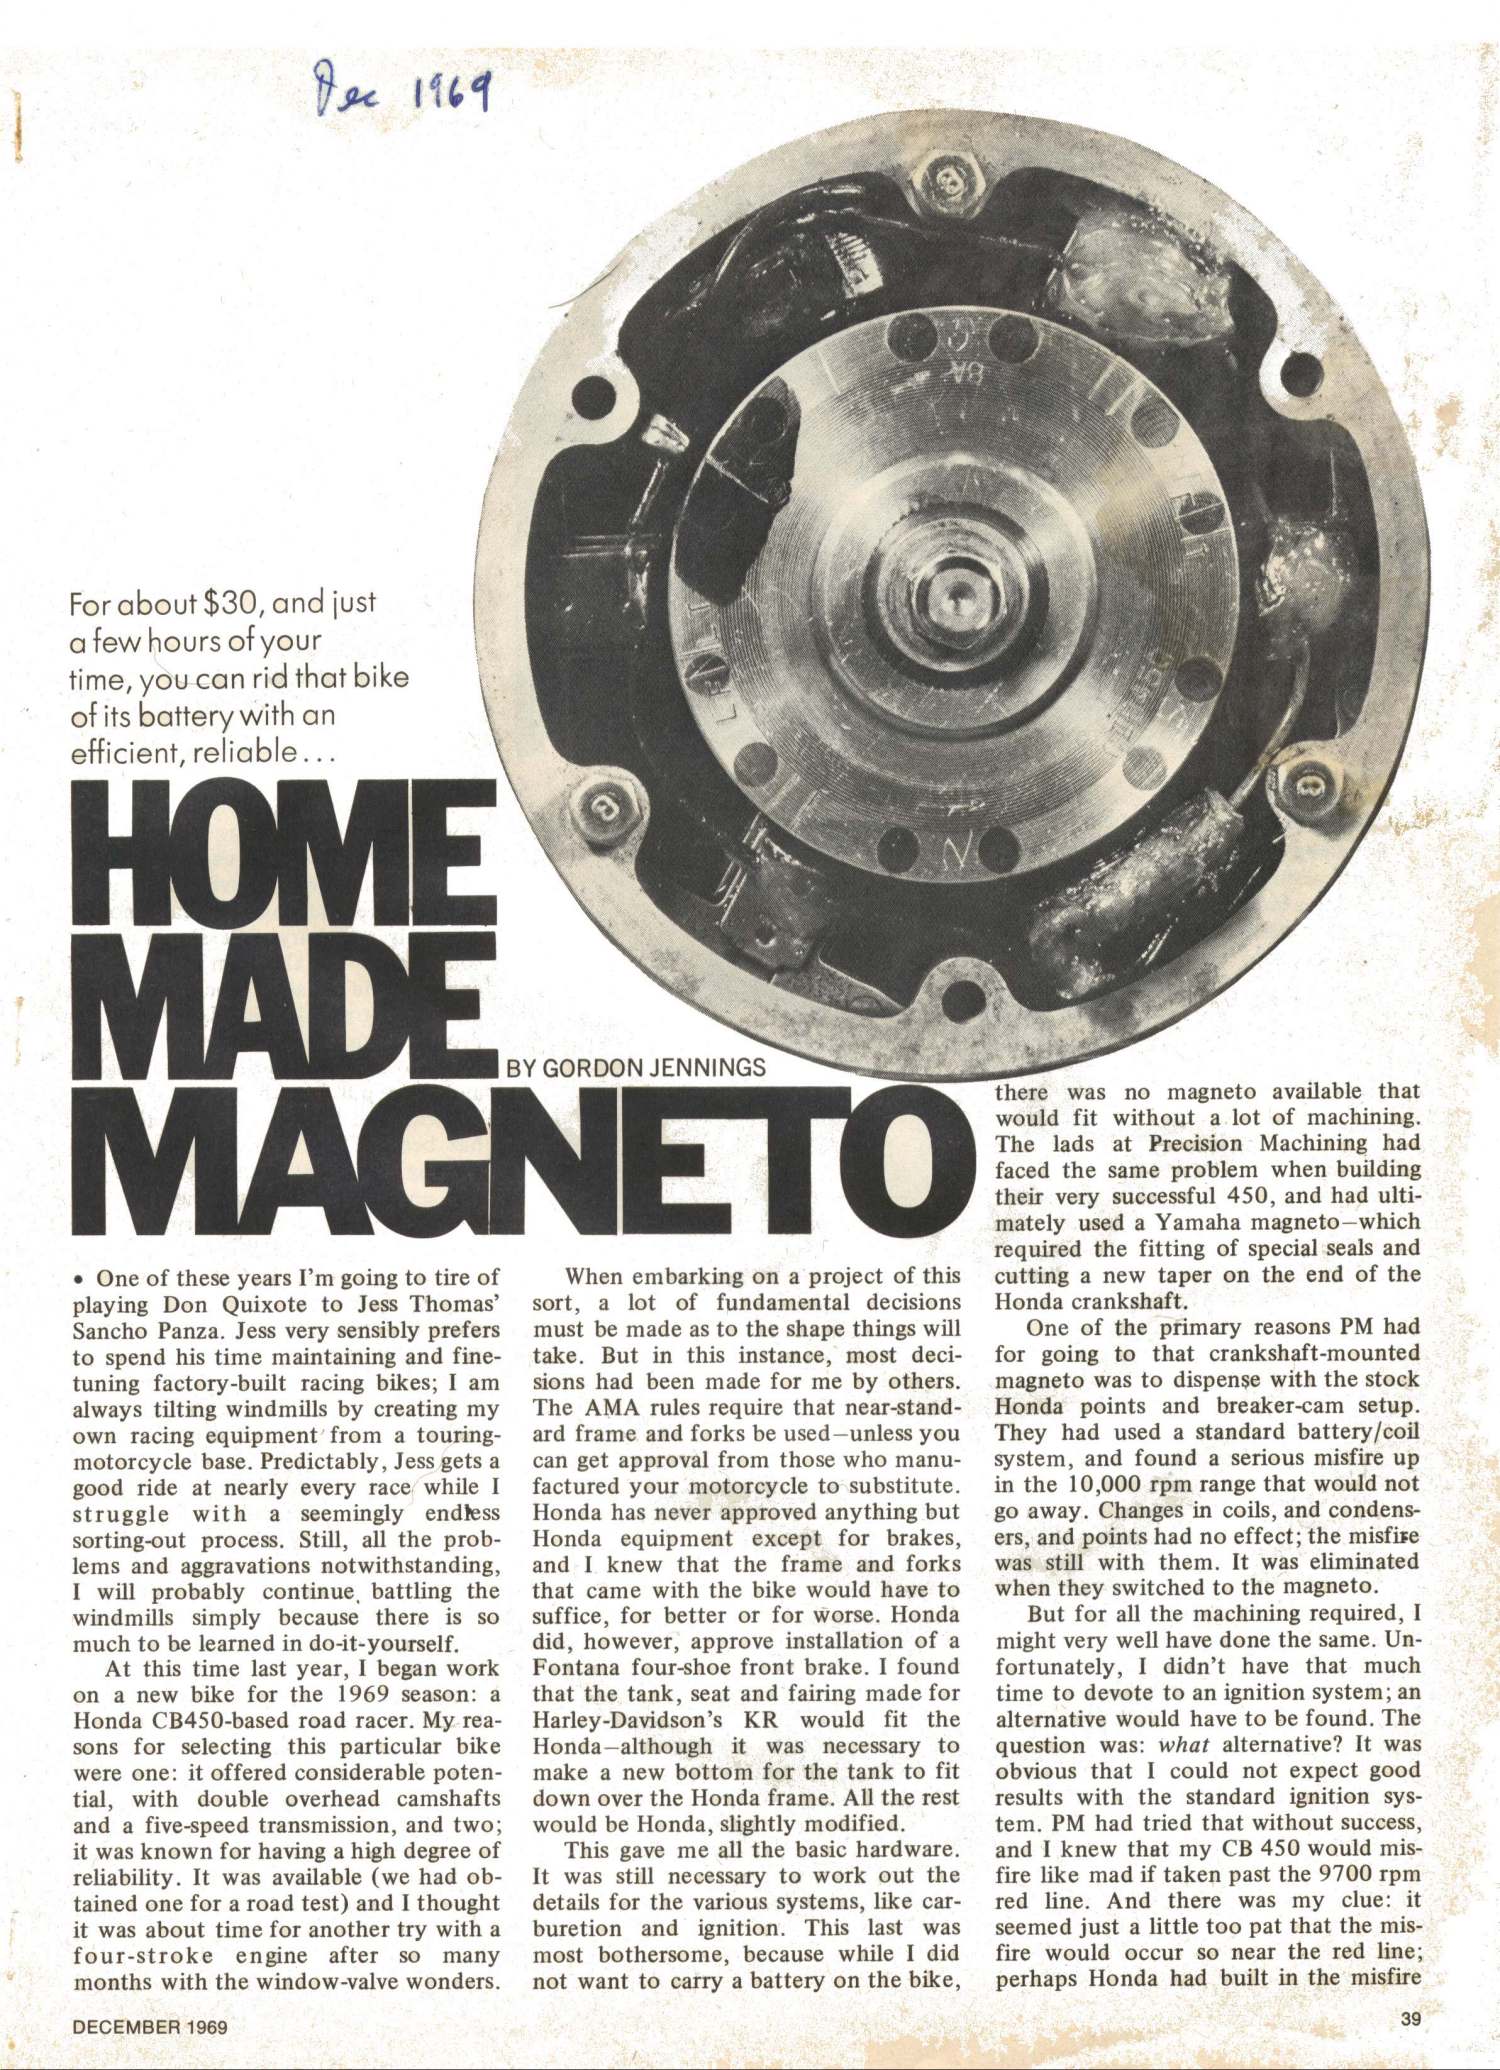 Dec 1969
For about $30, and just
a few hours of your
time, you can rid that bike
of its battery with an
efficient, reliable...
HOME
MADE
MAGNETO
BY GORDON JENNINGS
• One of these years I'm going to tire of
playing Don Quixote to Jess Thomas'
Sancho Panza. Jess very sensibly prefers
to spend his time maintaining and fine-
tuning factory-built racing bikes; I am
always tilting windmills by creating my
own racing equipment from a touring-
motorcycle base. Predictably, Jess gets a
good ride at nearly every race while I
struggle with a seemingly endless
sorting-out process. Still, all the prob-
lems and aggravations notwithstanding,
I will probably continue battling the
windmills simply because there is so
much to be learned in do-it-yourself.
At this time last year, I began work
on a new bike for the 1969 season: a
Honda CB450-based road racer. My rea-
sons for selecting this particular bike
were one: it offered considerable poten-
tial, with double overhead camshafts
and a five-speed transmission, and two;
it was known for having a high degree of
reliability. It was available (we had ob-
tained one for a road test) and I thought
it was about time for another try with a
four-stroke engine after so many
months with the window-valve wonders.
When embarking on a project of this
sort, a lot of fundamental decisions
must be made as to the shape things will
take. But in this instance, most deci-
sions had been made for me by others.
The AMA rules require that near-stand-
ard frame and forks be used—unless you
can get approval from those who manu-
factured your motorcycle to substitute.
Honda has never approved anything but
Honda equipment except for brakes,
and I knew that the frame and forks
that came with the bike would have to
suffice, for better or for worse. Honda
did, however, approve installation of a
Fontana four-shoe front brake. I found
that the tank, seat and fairing made for
Harley-Davidson's KR would fit the
Honda—although it was necessary to
make a new bottom for the tank to fit
down over the Honda frame. All the rest
would be Honda, slightly modified.
This gave me all the basic hardware.
It was still necessary to work out the
details for the various systems, like car-
buretion and ignition. This last was
most bothersome, because while I did
not want to carry a battery on the bike,
there was no magneto available that
would fit without a lot of machining.
The lads at Precision Machining had
faced the same problem when building
their very successful 450, and had ulti-
mately used a Yamaha magneto—which
required the fitting of special seals and
cutting a new taper on the end of the
Honda crankshaft.
One of the primary reasons PM had
for going to that crankshaft-mounted
magneto was to dispense with the stock
Honda points and breaker-cam setup.
They had used a standard battery/coil
system, and found a serious misfire up
in the 10,000 rpm range that would not
go away. Changes in coils, and condens-
ers, and points had no effect; the misfire
was still with them. It was eliminated
when they switched to the magneto.
But for all the machining required, I
might very well have done the same. Un-
fortunately, I didn't have that much
time to devote to an ignition system; an
alternative would have to be found. The
question was: what alternative? It was
obvious that I could not expect good
results with the standard ignition sys-
tem. PM had tried that without success,
and I knew that my CB 450 would mis-
fire like mad if taken past the 9700 rpm
red line. And there was my clue: it
seemed just a little too pat that the mis-
fire would occur so near the red line;
perhaps Honda had built in the misfire
DECEMBER 1969
39